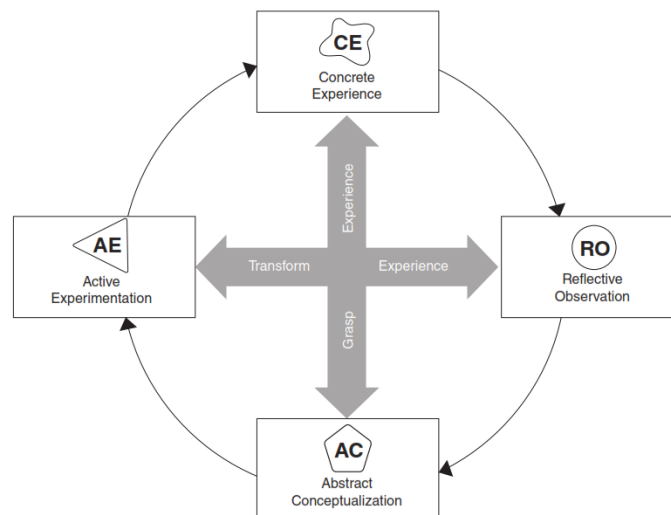 CE
Concrete
Experience
Experience
AE
Active
Experimentation
Transform
Experience
RO
Reflective
Observation
Grasp
AC
Abstract
Conceptualization